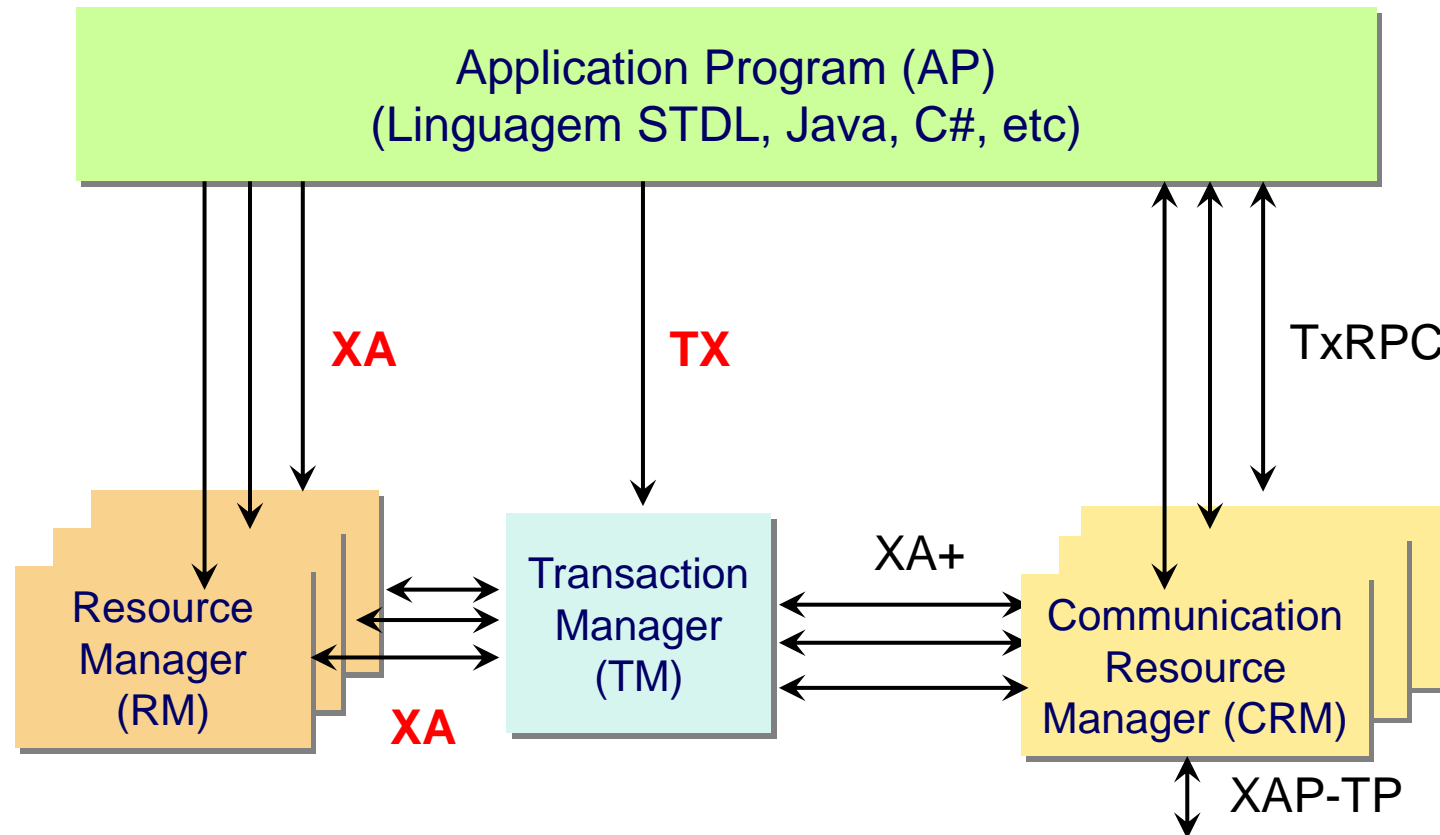 Application Program (AP)
(Linguagem STDL, Java, C#, etc)
XA
TX
TxRPC
XA+
Resource
Manager
(RM)
Transaction
Manager
(TM)
Communication
Resource
Manager (CRM)
XA
XAP-TP